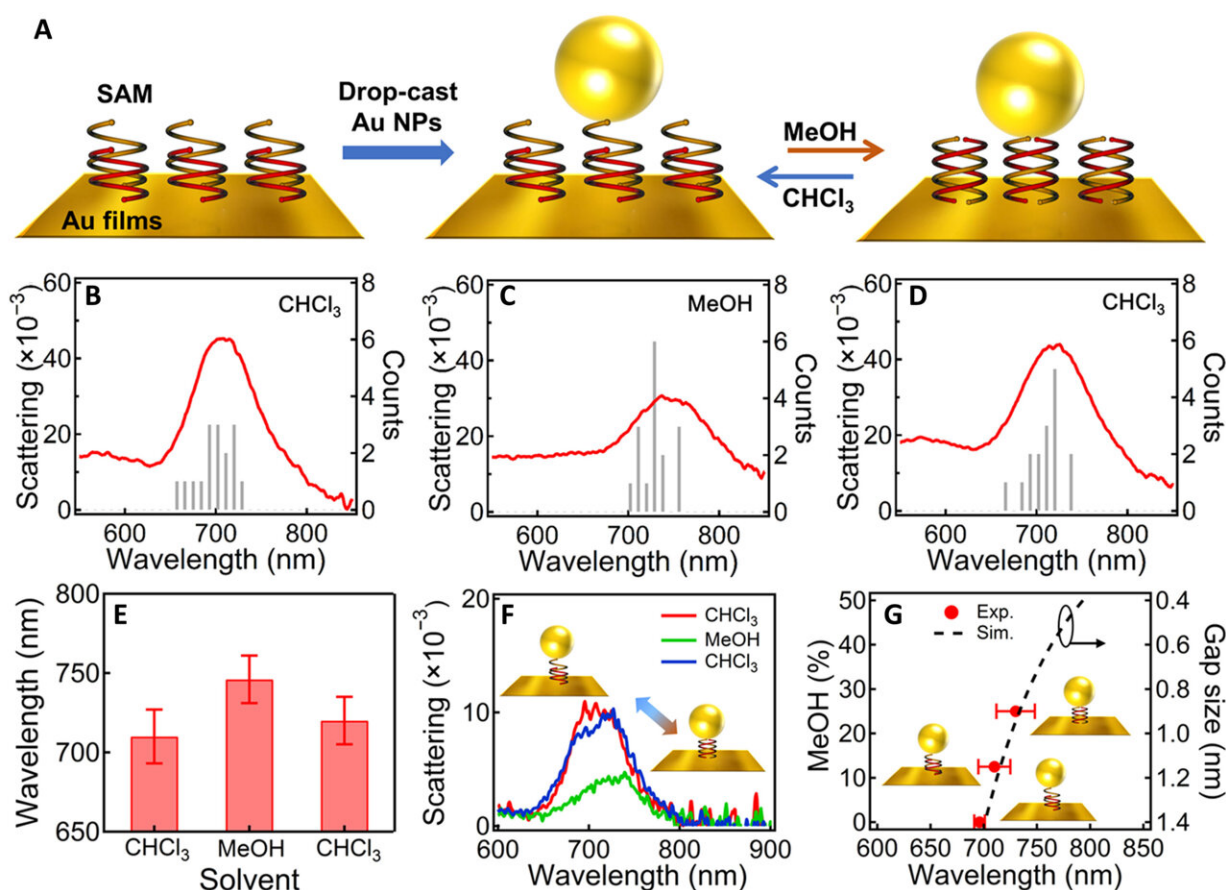 A
SAM
Au films
Drop-cast
Au NPs
MeOH
CHCl₃
B
CHCl₃
Scattering (×10⁻³)
60
40
20
0
8
6
4
2
0
Counts
600
700
800
Wavelength (nm)
C
MeOH
Scattering (×10⁻³)
60
40
20
0
8
6
4
2
0
Counts
600
700
800
Wavelength (nm)
D
CHCl₃
Scattering (×10⁻³)
60
40
20
0
8
6
4
2
0
Counts
600
700
800
Wavelength (nm)
E
Wavelength (nm)
800
750
700
650
CHCl₃
MeOH
CHCl₃
Solvent
F
Scattering (×10⁻³)
20
10
0
CHCl₃
MeOH
CHCl₃
600
700
800
900
Wavelength (nm)
G
MeOH (%)
50
40
30
20
10
0
Exp.
Sim.
0.4
0.6
0.8
1.0
1.2
1.4
Gap size (nm)
600
650
700
750
800
850
Wavelength (nm)